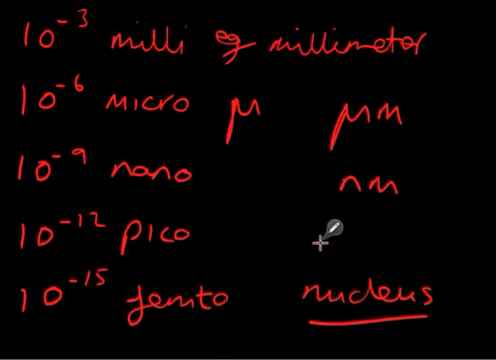 10⁻³ milli eg millimeter
10⁻⁶ micro μ μm
10⁻⁹ nano nm
10⁻¹² pico
10⁻¹⁵ femto nucleus